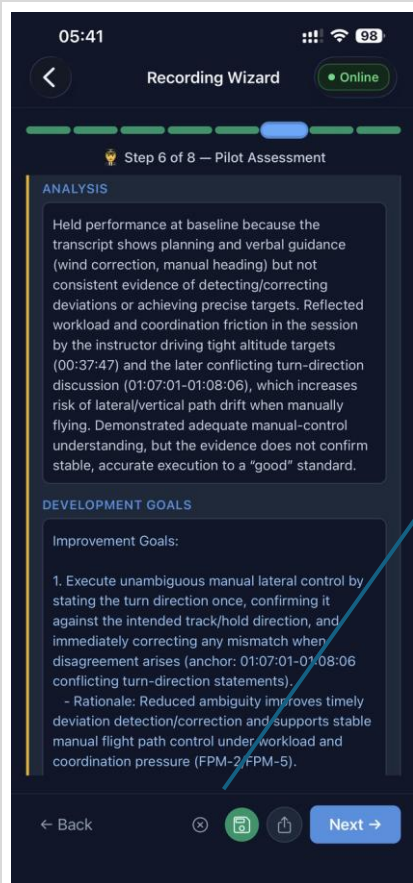 05:41
98
Recording Wizard
Online
Step 6 of 8 — Pilot Assessment
ANALYSIS
Held performance at baseline because the
transcript shows planning and verbal guidance
(wind correction, manual heading) but not
consistent evidence of detecting/correcting
deviations or achieving precise targets. Reflected
workload and coordination friction in the session
by the instructor driving tight altitude targets
(00:37:47) and the later conflicting turn-direction
discussion (01:07:01-01:08:06), which increases
risk of lateral/vertical path drift when manually
flying. Demonstrated adequate manual-control
understanding, but the evidence does not confirm
stable, accurate execution to a “good” standard.
DEVELOPMENT GOALS
Improvement Goals:
1. Execute unambiguous manual lateral control by
stating the turn direction once, confirming it
against the intended track/hold direction, and
immediately correcting any mismatch when
disagreement arises (anchor: 01:07:01-01:08:06
conflicting turn-direction statements).
- Rationale: Reduced ambiguity improves timely
deviation detection/correction and supports stable
manual flight path control under workload and
coordination pressure (FPM-2/FPM-5).
← Back
Next →